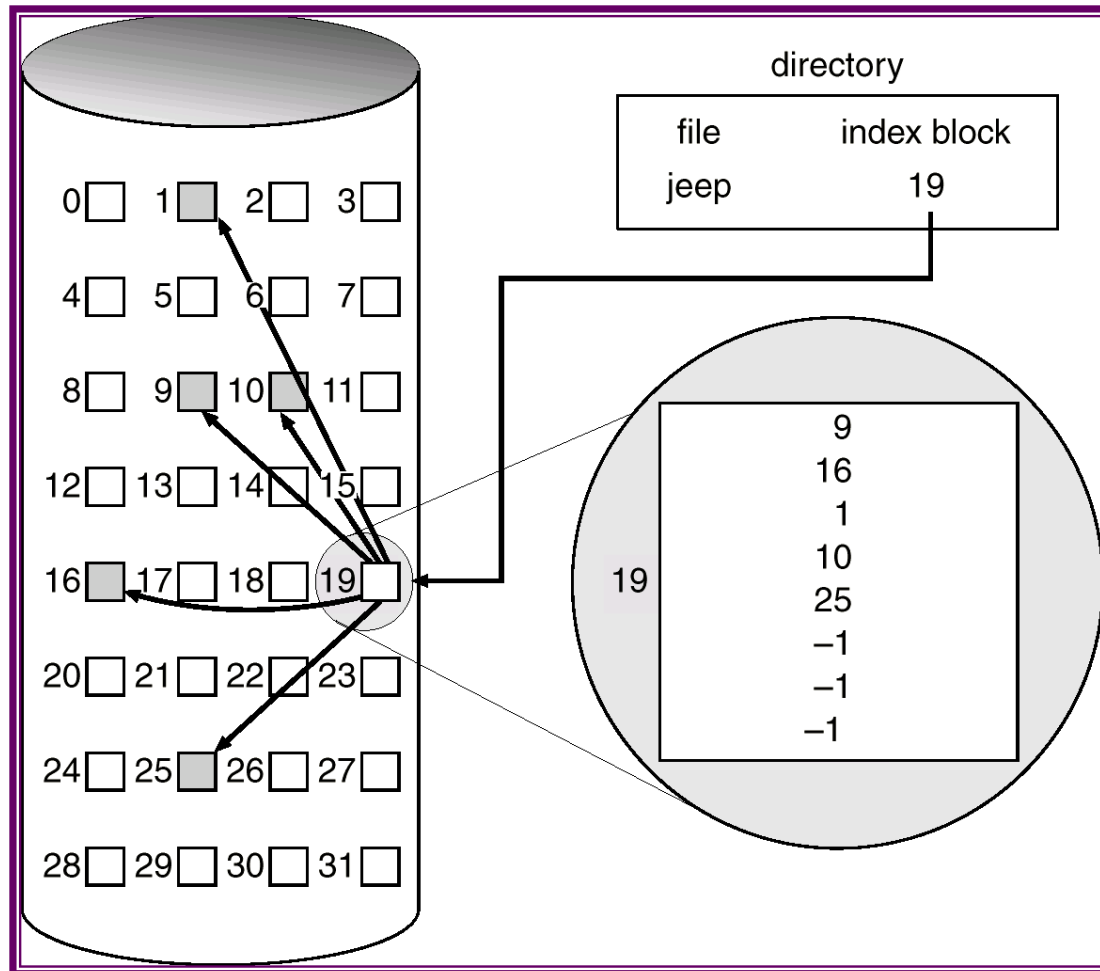 directory
file index block
jeep 19
0 1 2 3
4 5 6 7
8 9 10 11
12 13 14 15
16 17 18 19
20 21 22 23
24 25 26 27
28 29 30 31
19
9
16
1
10
25
–1
–1
–1